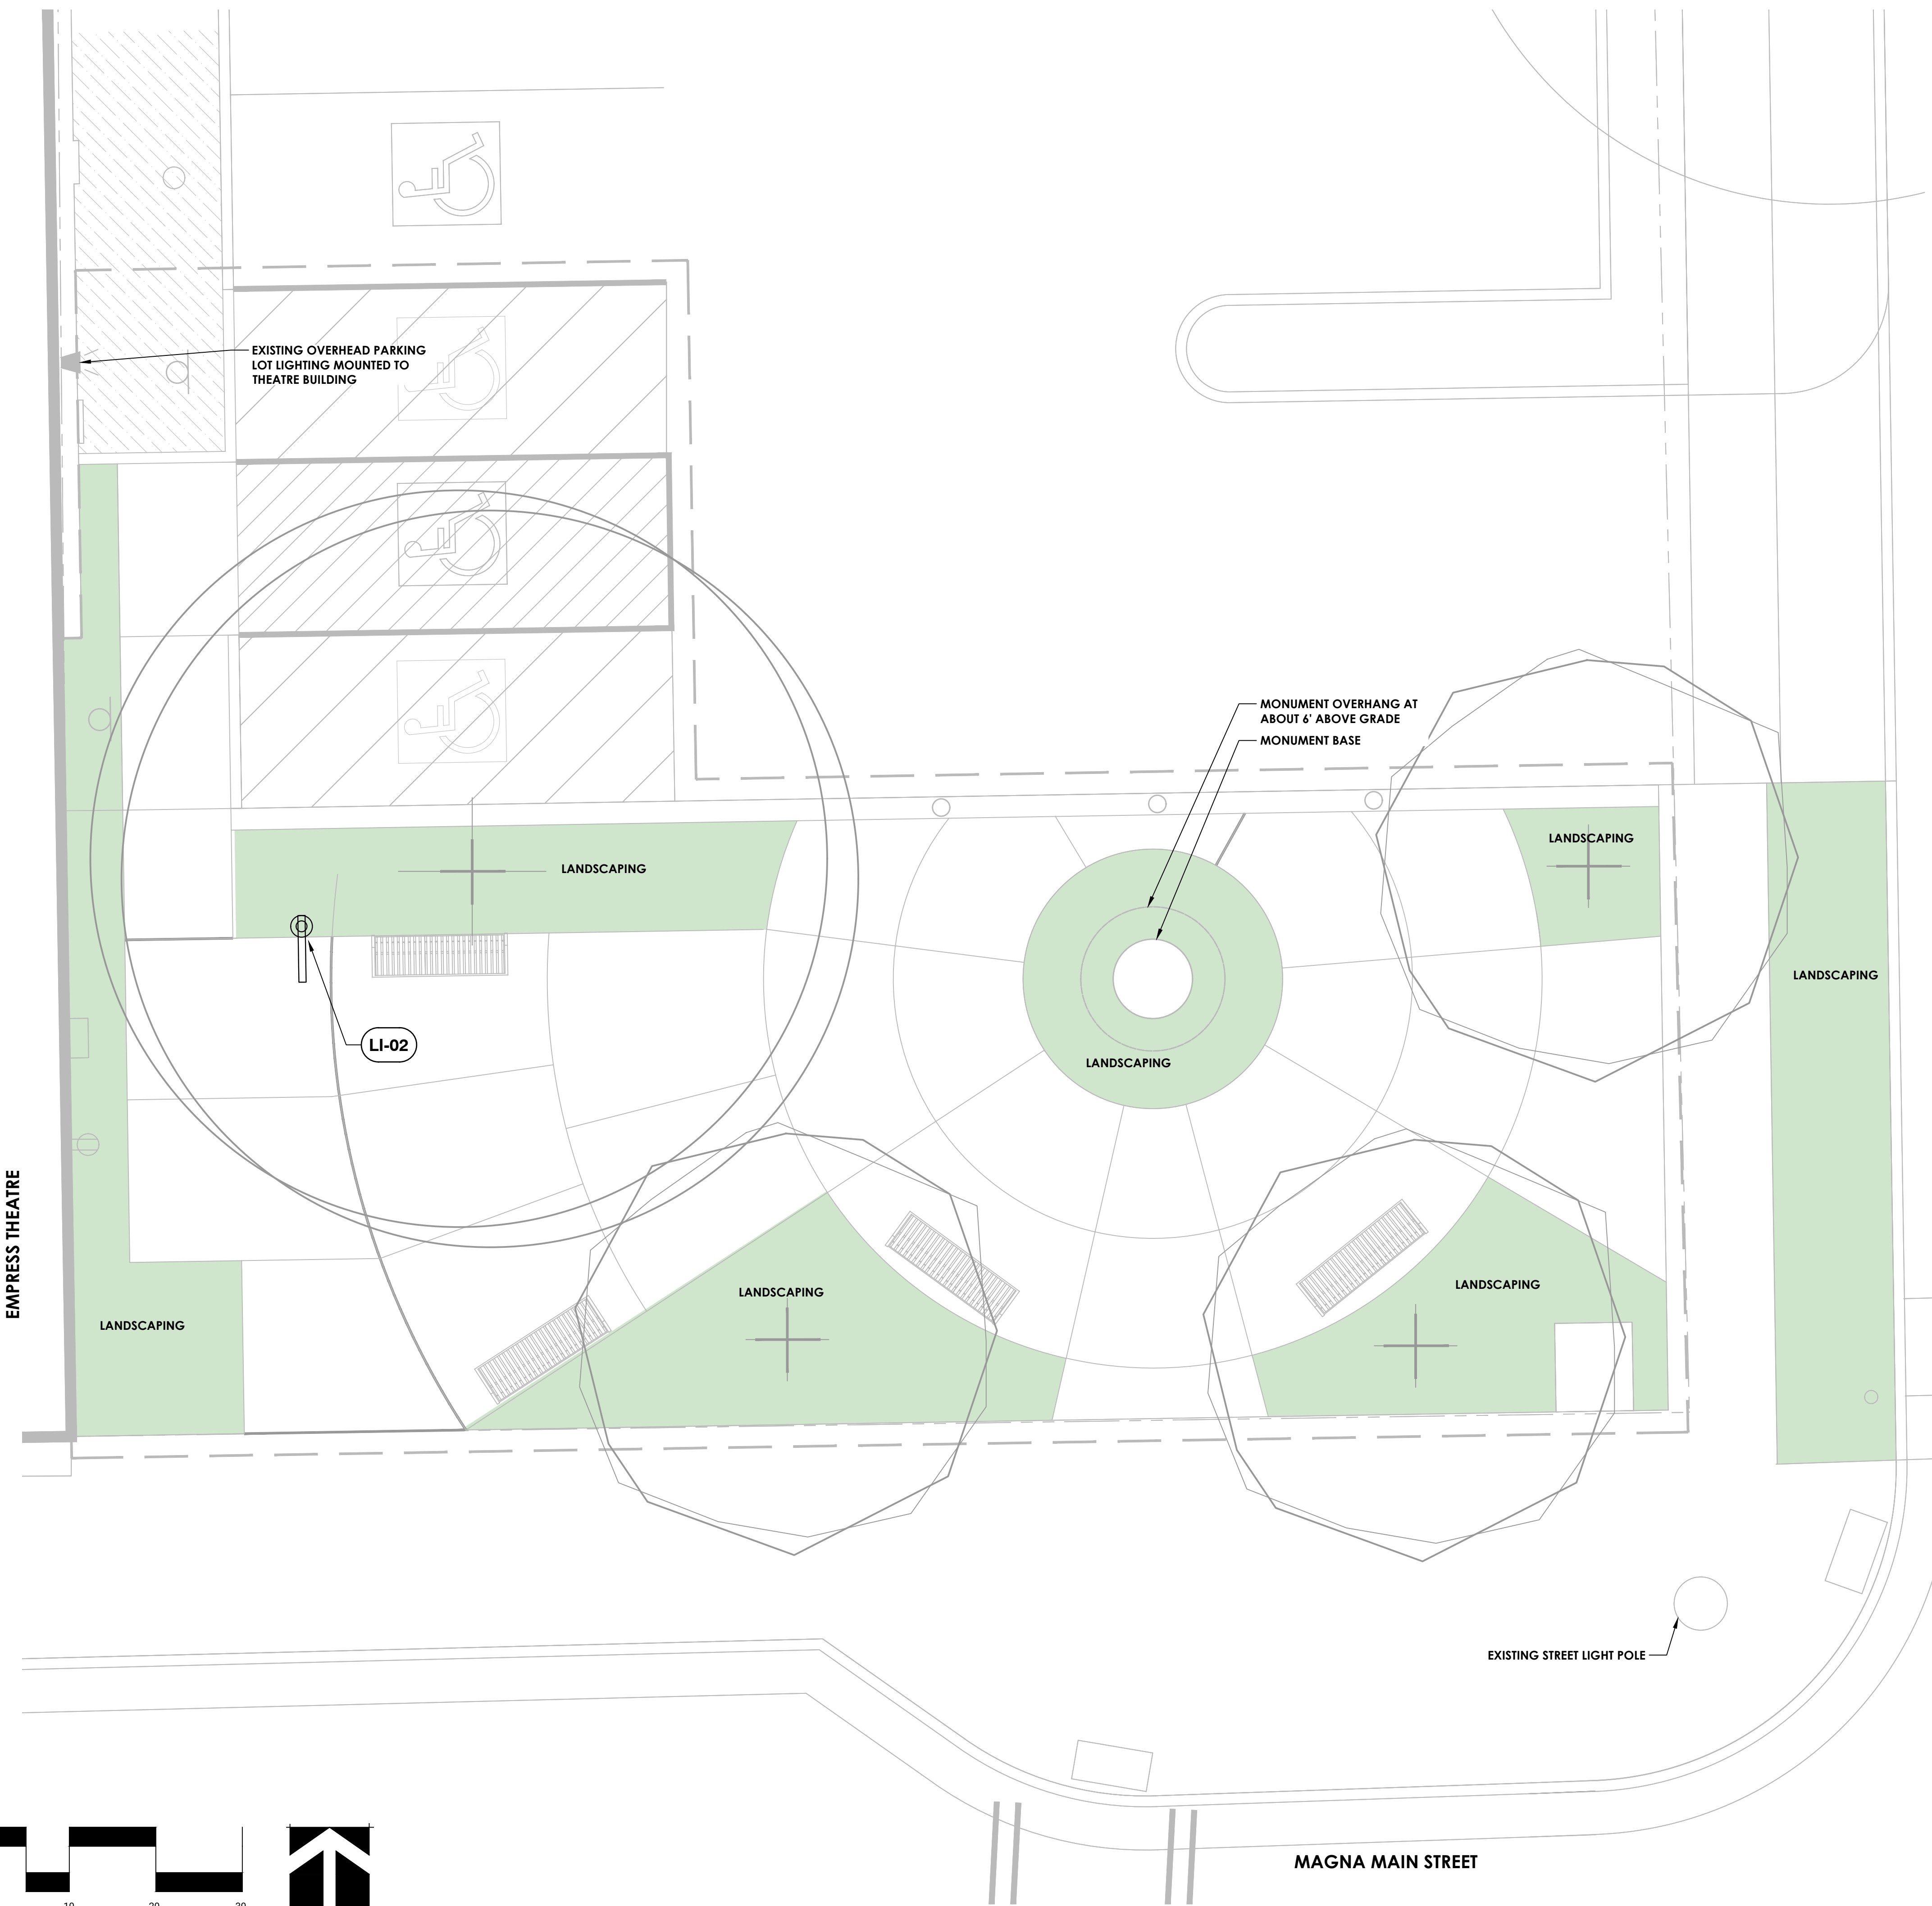 EXISTING OVERHEAD PARKING
LOT LIGHTING MOUNTED TO
THEATRE BUILDING
MONUMENT OVERHANG AT
ABOUT 6' ABOVE GRADE
MONUMENT BASE
LANDSCAPING
LANDSCAPING
LANDSCAPING
LI-02
LANDSCAPING
EMPRESS THEATRE
LANDSCAPING
LANDSCAPING
LANDSCAPING
EXISTING STREET LIGHT POLE
MAGNA MAIN STREET